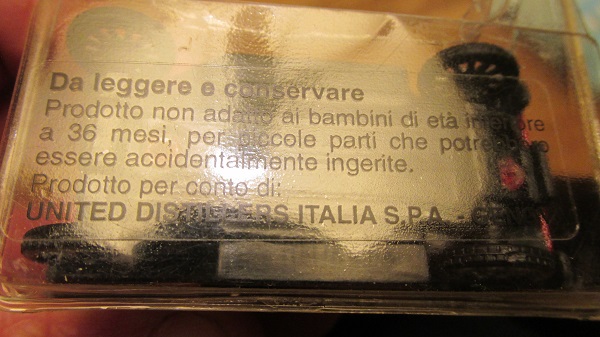 Da leggere e conservare
Prodotto non adatto ai bambini di età inferiore
a 36 mesi, per piccole parti che potrebbero
essere accidentalmente ingerite.
Prodotto per conto di:
UNITED DISTILLERS ITALIA S.P.A. -